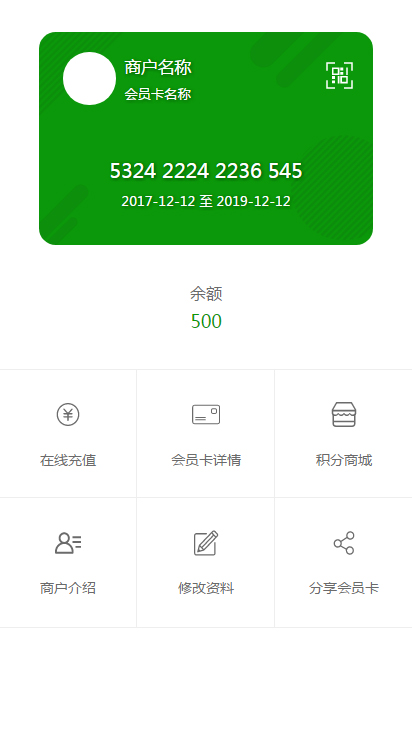 商户名称
会员卡名称
5324 2224 2236 545
2017-12-12 至 2019-12-12
余额
500
在线充值
会员卡详情
积分商城
商户介绍
修改资料
分享会员卡